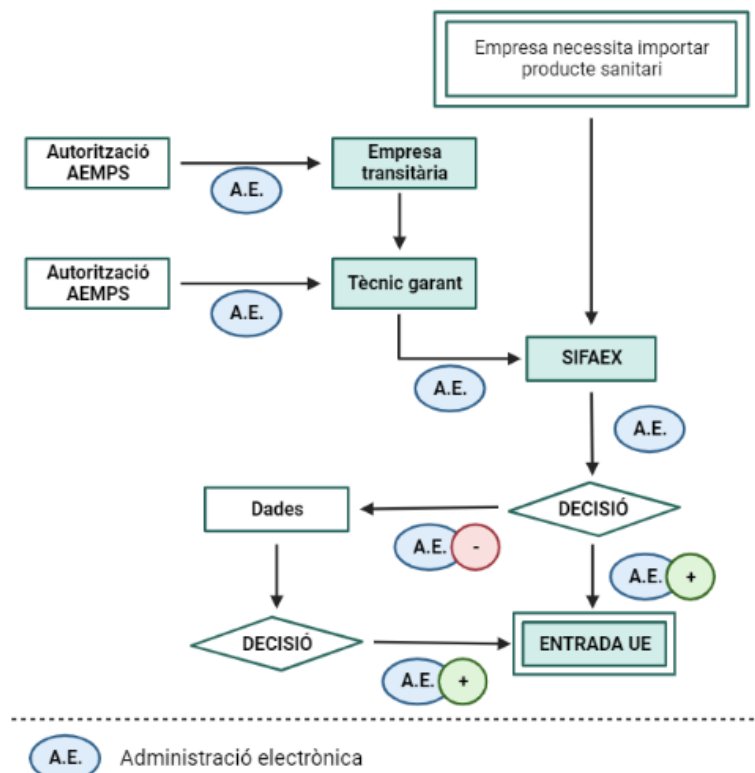 Empresa necessita importar
producte sanitari
Autorització
AEMPS
A.E.
Empresa
transitària
Autorització
AEMPS
A.E.
Tècnic garant
A.E.
SIFAEX
A.E.
DECISIÓ
Dades
A.E.
-
A.E.
+
DECISIÓ
A.E.
+
ENTRADA UE
A.E.
Administració electrònica